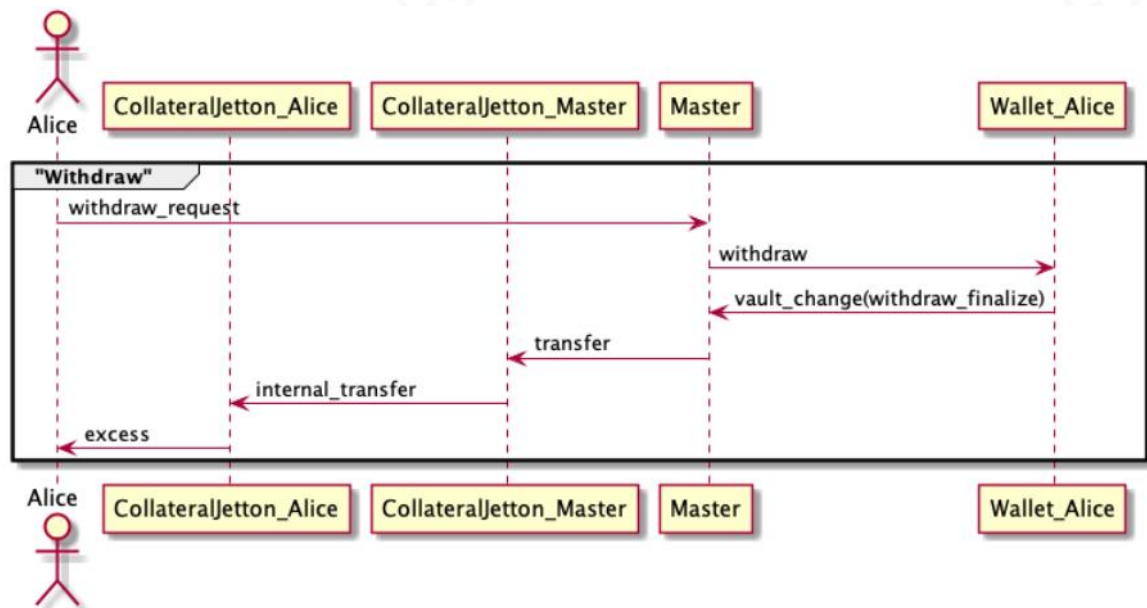 Alice
CollateralJetton_Alice
CollateralJetton_Master
Master
Wallet_Alice
"Withdraw"
withdraw_request
withdraw
vault_change(withdraw_finalize)
transfer
internal_transfer
excess
Alice
CollateralJetton_Alice
CollateralJetton_Master
Master
Wallet_Alice